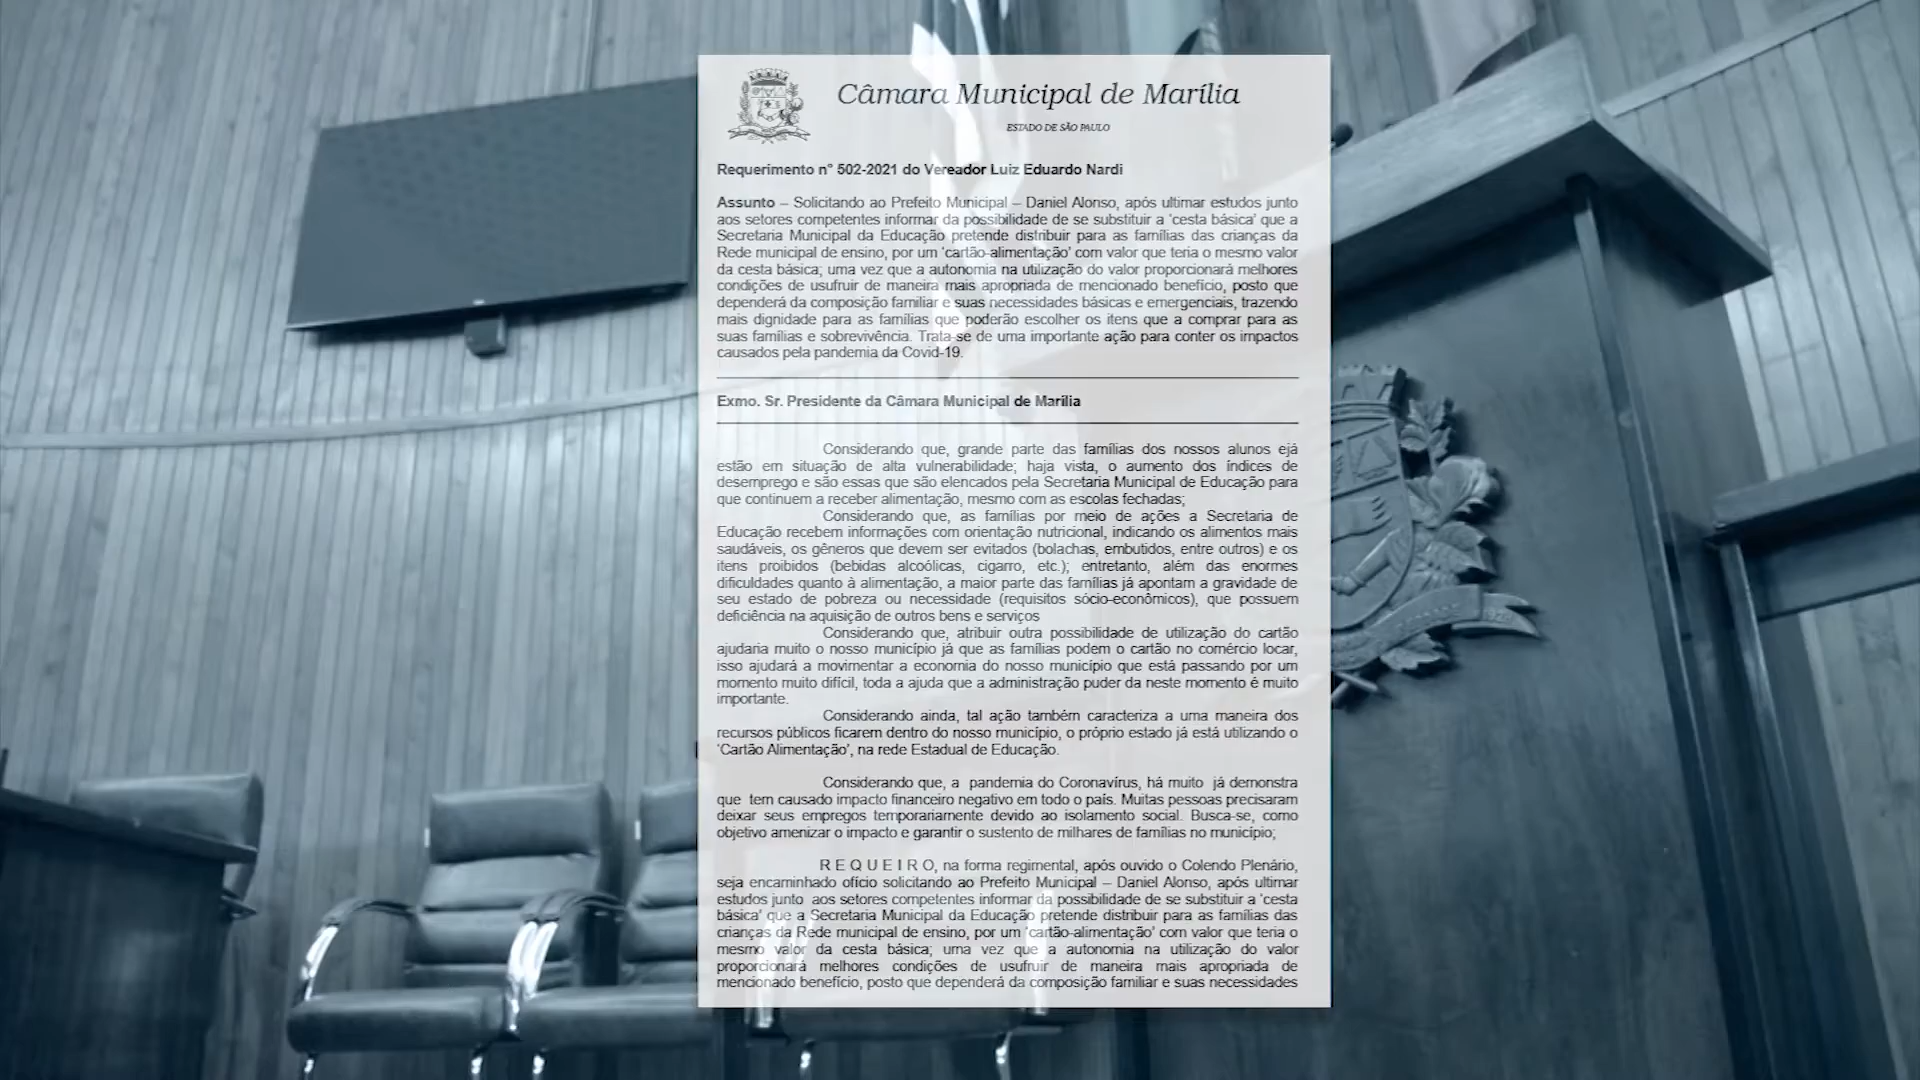 Câmara Municipal de Marília
ESTADO DE SÃO PAULO
Requerimento n° 502-2021 do Vereador Luiz Eduardo Nardi
Assunto – Solicitando ao Prefeito Municipal – Daniel Alonso, após ultimar estudos junto
aos setores competentes informar da possibilidade de se substituir a 'cesta básica' que a
Secretaria Municipal da Educação pretende distribuir para as famílias das crianças da
Rede municipal de ensino, por um 'cartão-alimentação' com valor que teria o mesmo valor
da cesta básica; uma vez que a autonomia na utilização do valor proporcionará melhores
condições de usufruir de maneira mais apropriada de mencionado benefício, posto que
dependerá da composição familiar e suas necessidades básicas e emergenciais, trazendo
mais dignidade para as famílias que poderão escolher os itens que a comprar para as
suas famílias e sobrevivência. Trata-se de uma importante ação para conter os impactos
causados pela pandemia da Covid-19.
Exmo. Sr. Presidente da Câmara Municipal de Marília
Considerando que, grande parte das famílias dos nossos alunos ejá
estão em situação de alta vulnerabilidade; haja vista, o aumento dos índices de
desemprego e são essas que são elencados pela Secretaria Municipal de Educação para
que continuem a receber alimentação, mesmo com as escolas fechadas;
Considerando que, as famílias por meio de ações a Secretaria de
Educação recebem informações com orientação nutricional, indicando os alimentos mais
saudáveis, os gêneros que devem ser evitados (bolachas, embutidos, entre outros) e os
itens proibidos (bebidas alcoólicas, cigarro, etc.); entretanto, além das enormes
dificuldades quanto à alimentação, a maior parte das famílias já apontam a gravidade de
seu estado de pobreza ou necessidade (requisitos sócio-econômicos), que possuem
deficiência na aquisição de outros bens e serviços
Considerando que, atribuir outra possibilidade de utilização do cartão
ajudaria muito o nosso município já que as famílias podem o cartão no comércio local,
isso ajudará a movimentar a economia do nosso município que está passando por um
momento muito difícil, toda a ajuda que a administração puder da neste momento é muito
importante.
Considerando ainda, tal ação também caracteriza a uma maneira dos
recursos públicos ficarem dentro do nosso município, o próprio estado já está utilizando o
'Cartão Alimentação', na rede Estadual de Educação.
Considerando que, a pandemia do Coronavírus, há muito já demonstra
que tem causado impacto financeiro negativo em todo o país. Muitas pessoas precisaram
deixar seus empregos temporariamente devido ao isolamento social. Busca-se, como
objetivo amenizar o impacto e garantir o sustento de milhares de famílias no município;
R E Q U E I R O, na forma regimental, após ouvido o Colendo Plenário,
seja encaminhado ofício solicitando ao Prefeito Municipal – Daniel Alonso, após ultimar
estudos junto aos setores competentes informar da possibilidade de se substituir a 'cesta
básica' que a Secretaria Municipal da Educação pretende distribuir para as famílias das
crianças da Rede municipal de ensino, por um 'cartão-alimentação' com valor que teria o
mesmo valor da cesta básica; uma vez que a autonomia na utilização do valor
proporcionará melhores condições de usufruir de maneira mais apropriada de
mencionado benefício, posto que dependerá da composição familiar e suas necessidades